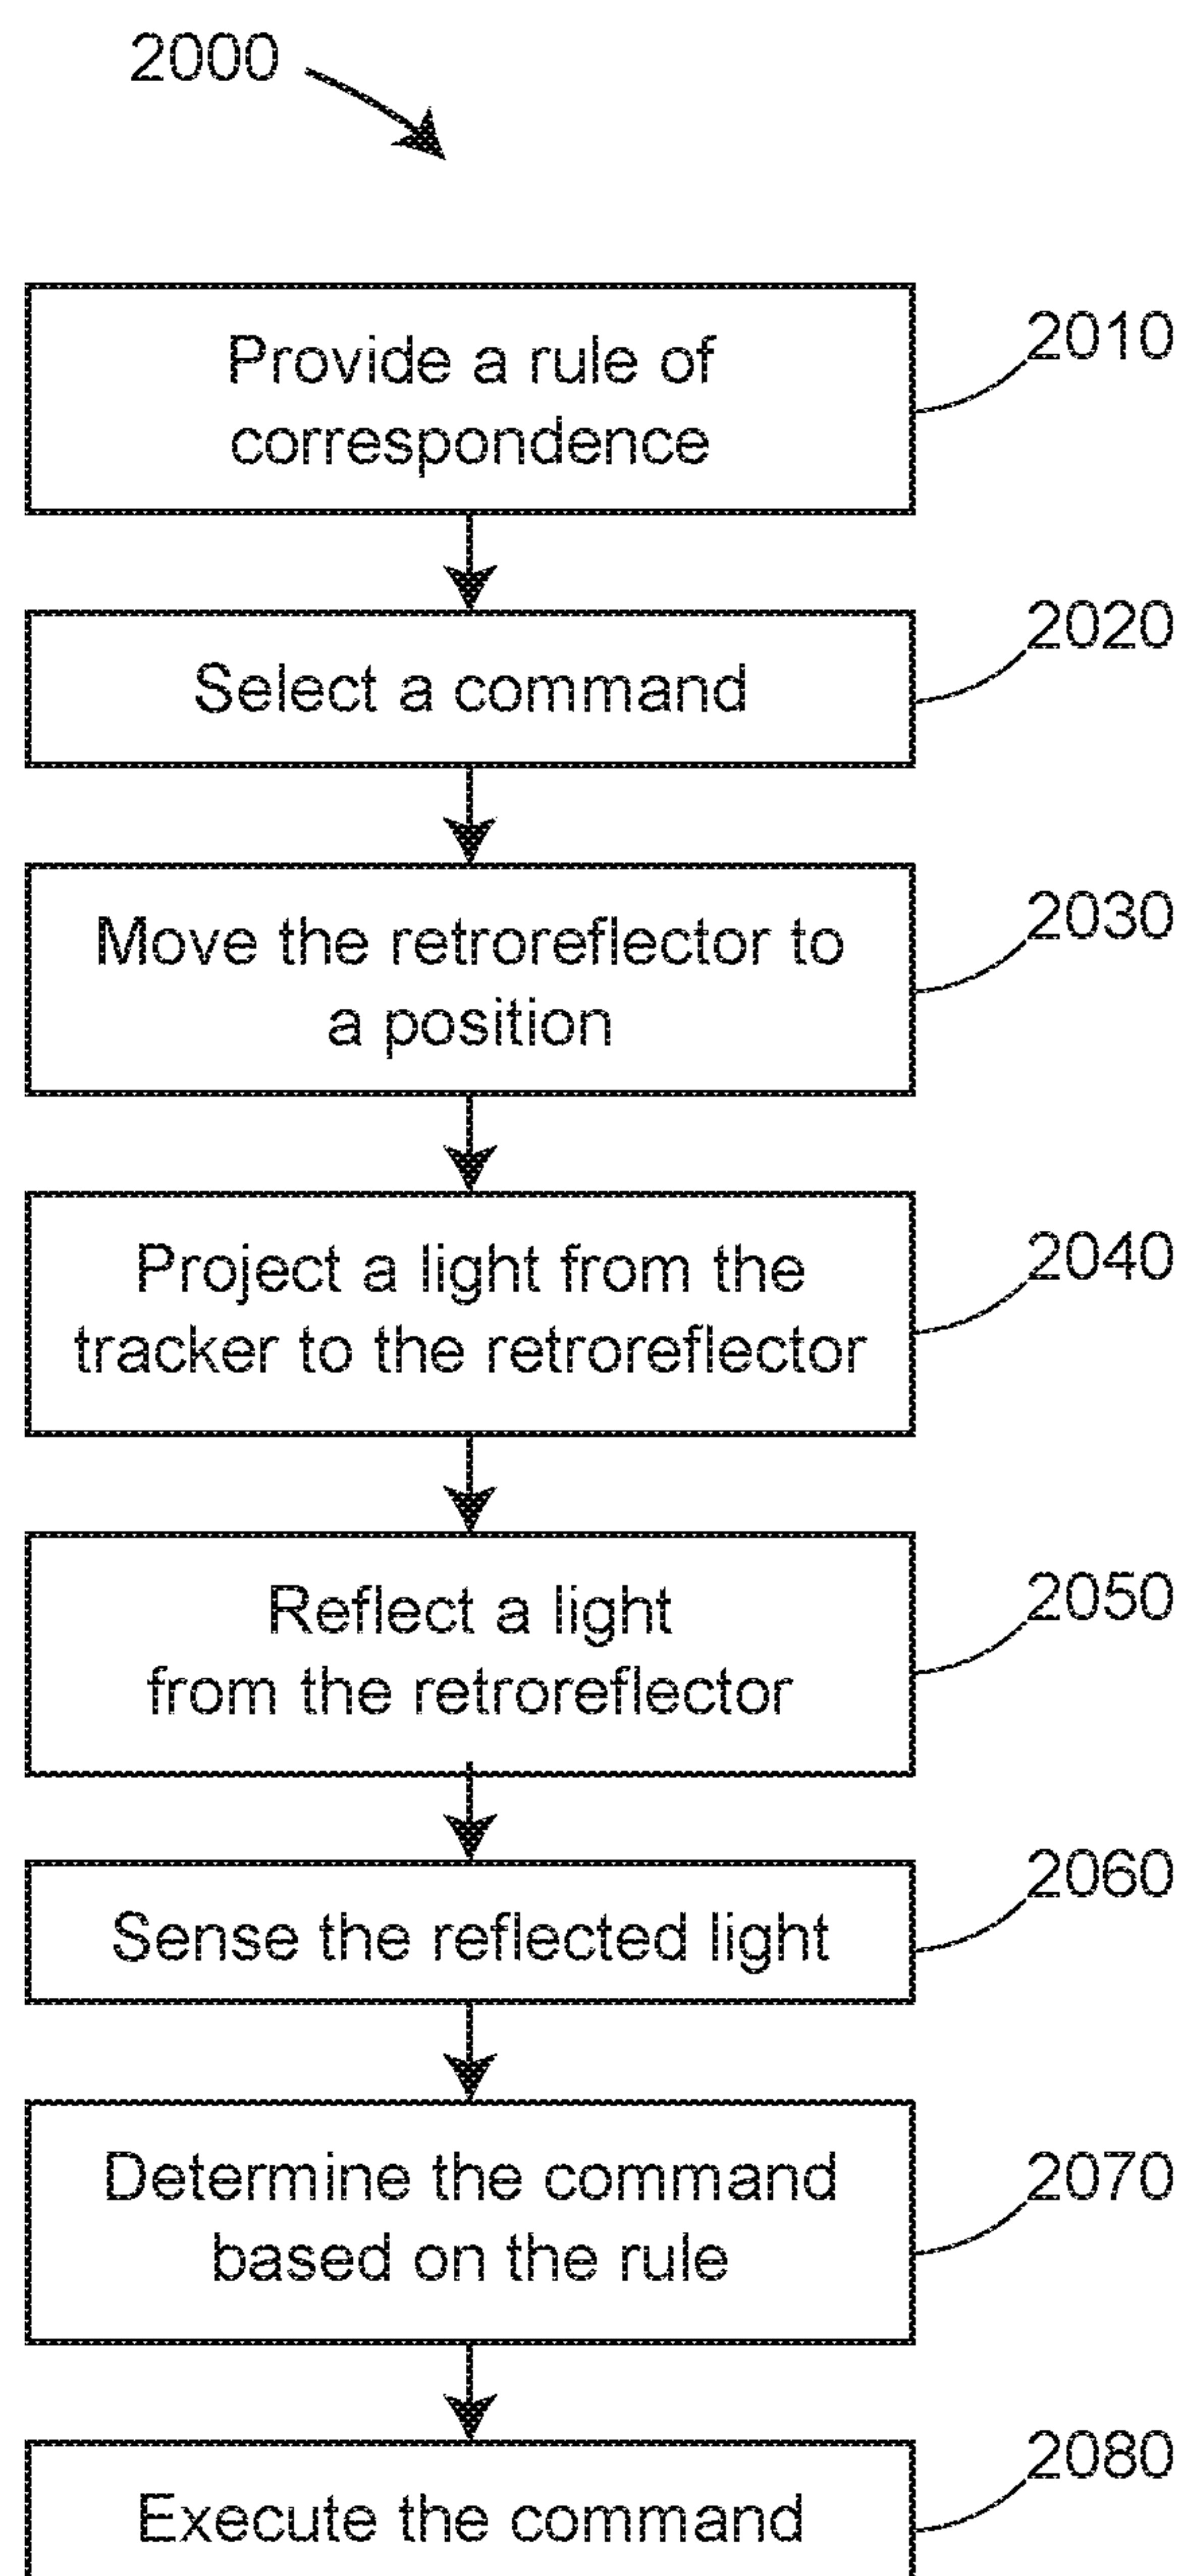 2000
Provide a rule of
correspondence
2010
Select a command
2020
Move the retroreflector to
a position
2030
Project a light from the
tracker to the retroreflector
2040
Reflect a light
from the retroreflector
2050
Sense the reflected light
2060
Determine the command
based on the rule
2070
Execute the command
2080